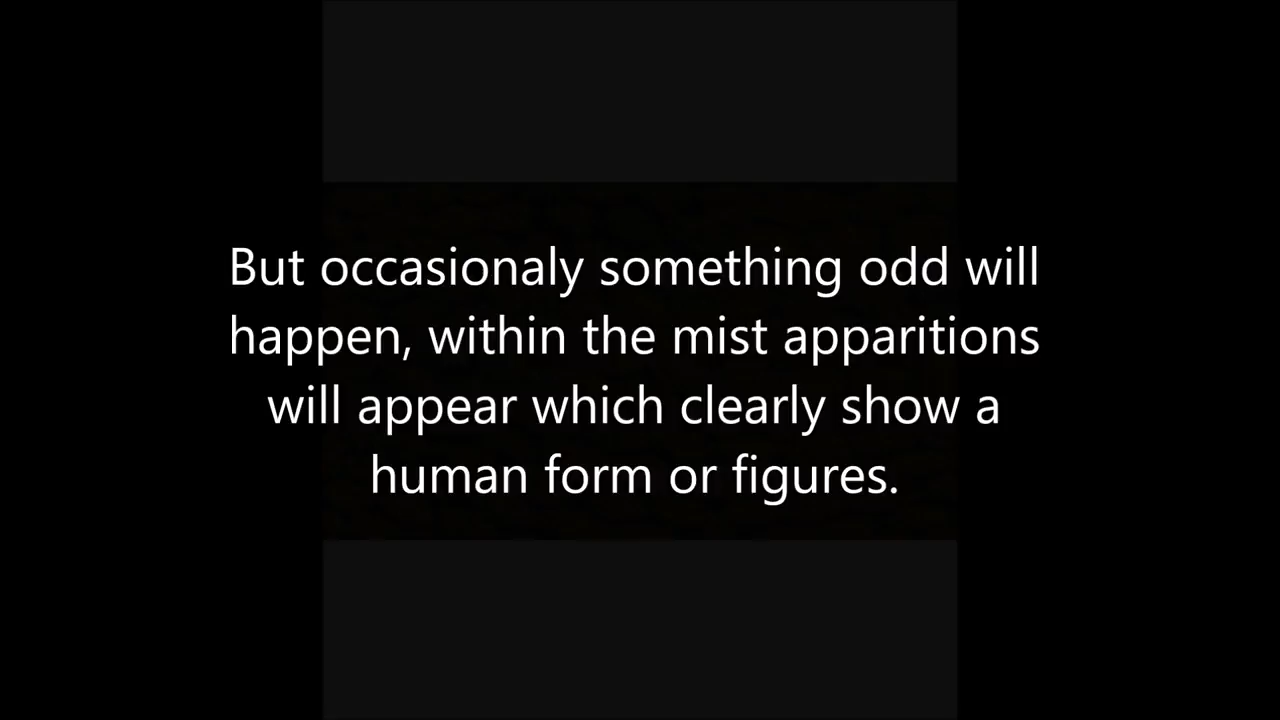 But occasionaly something odd will
happen, within the mist apparitions
will appear which clearly show a
human form or figures.